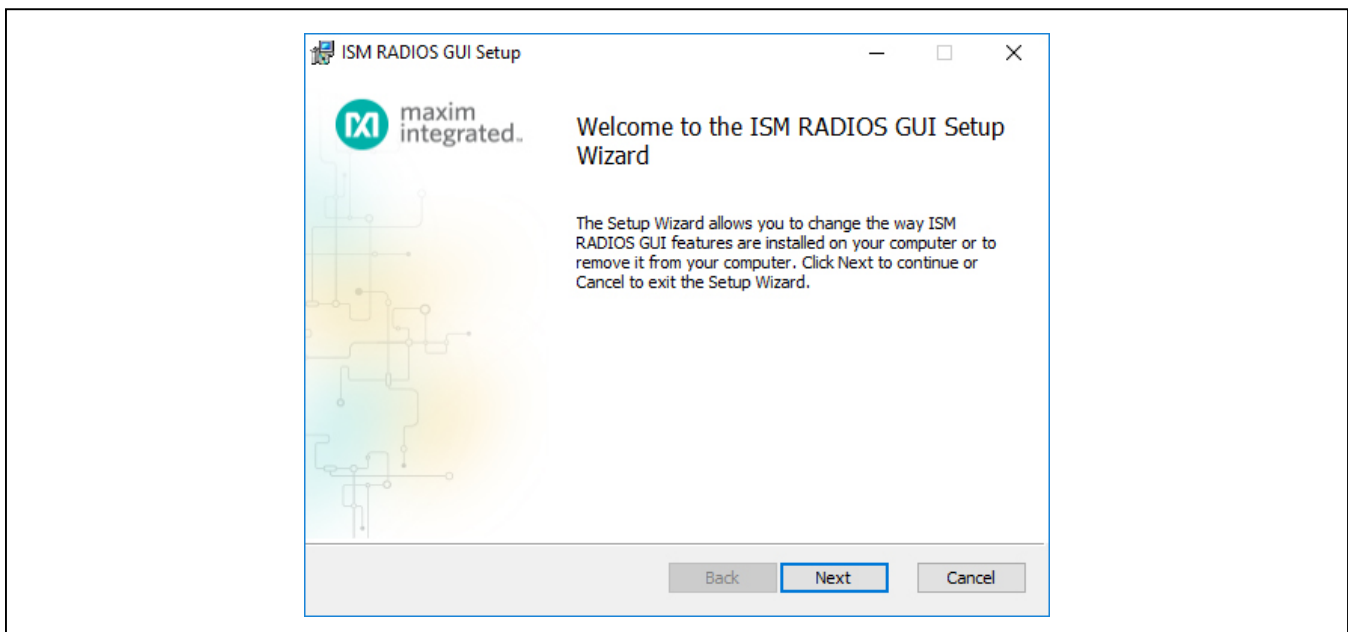 ISM RADIOS GUI Setup
maxim
integrated™
Welcome to the ISM RADIOS GUI Setup
Wizard
The Setup Wizard allows you to change the way ISM
RADIOS GUI features are installed on your computer or to
remove it from your computer. Click Next to continue or
Cancel to exit the Setup Wizard.
Back
Next
Cancel